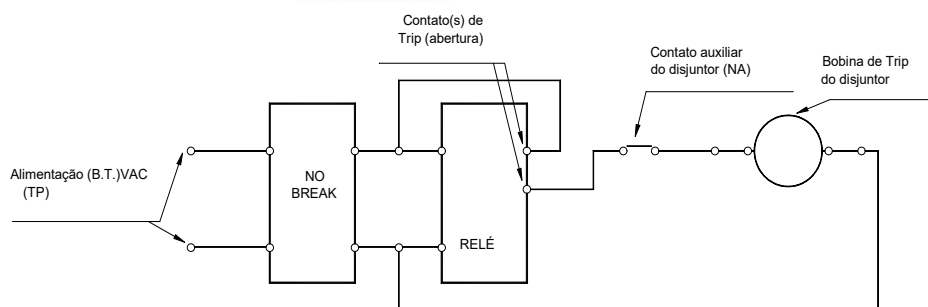 Contato(s) de
Trip (abertura)
Contato auxiliar
do disjuntor (NA)
Bobina de Trip
do disjuntor
Alimentação (B.T.)VAC
(TP)
NO
BREAK
RELÉ